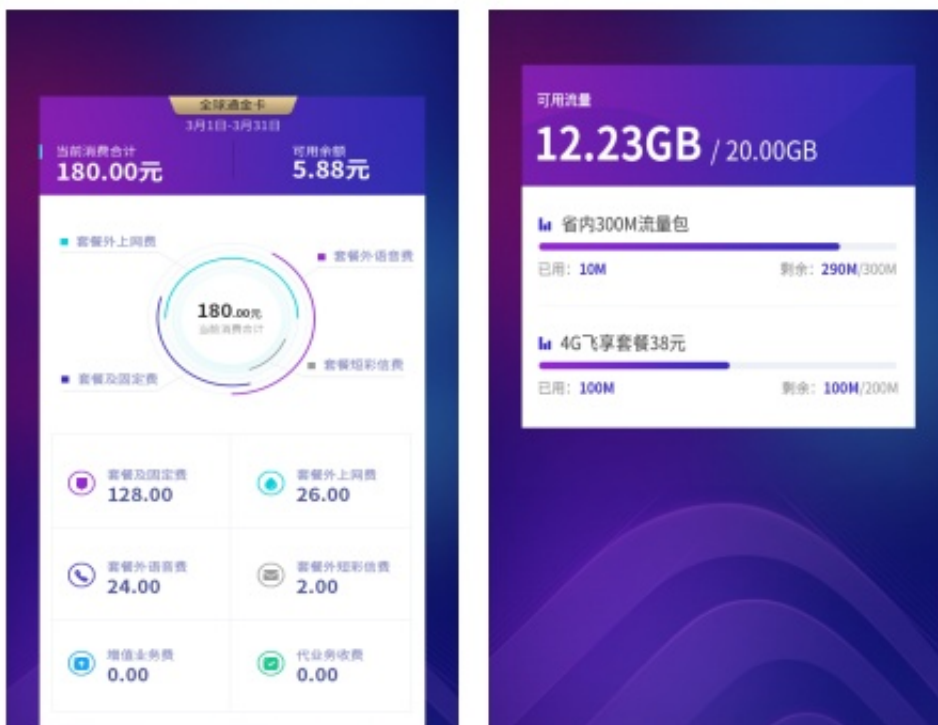 全球通金卡
3月1日-3月31日
当前消费合计
180.00元
可用余额
5.88元
套餐外上网费
套餐外语音费
180.00元
当前消费合计
套餐及固定费
套餐短彩信费
套餐及固定费
128.00
套餐外上网费
26.00
套餐外语音费
24.00
套餐外短彩信费
2.00
增值业务费
0.00
代业务收费
0.00
可用流量
12.23GB / 20.00GB
省内300M流量包
已用: 10M
剩余: 290M/300M
4G飞享套餐38元
已用: 100M
剩余: 100M/200M